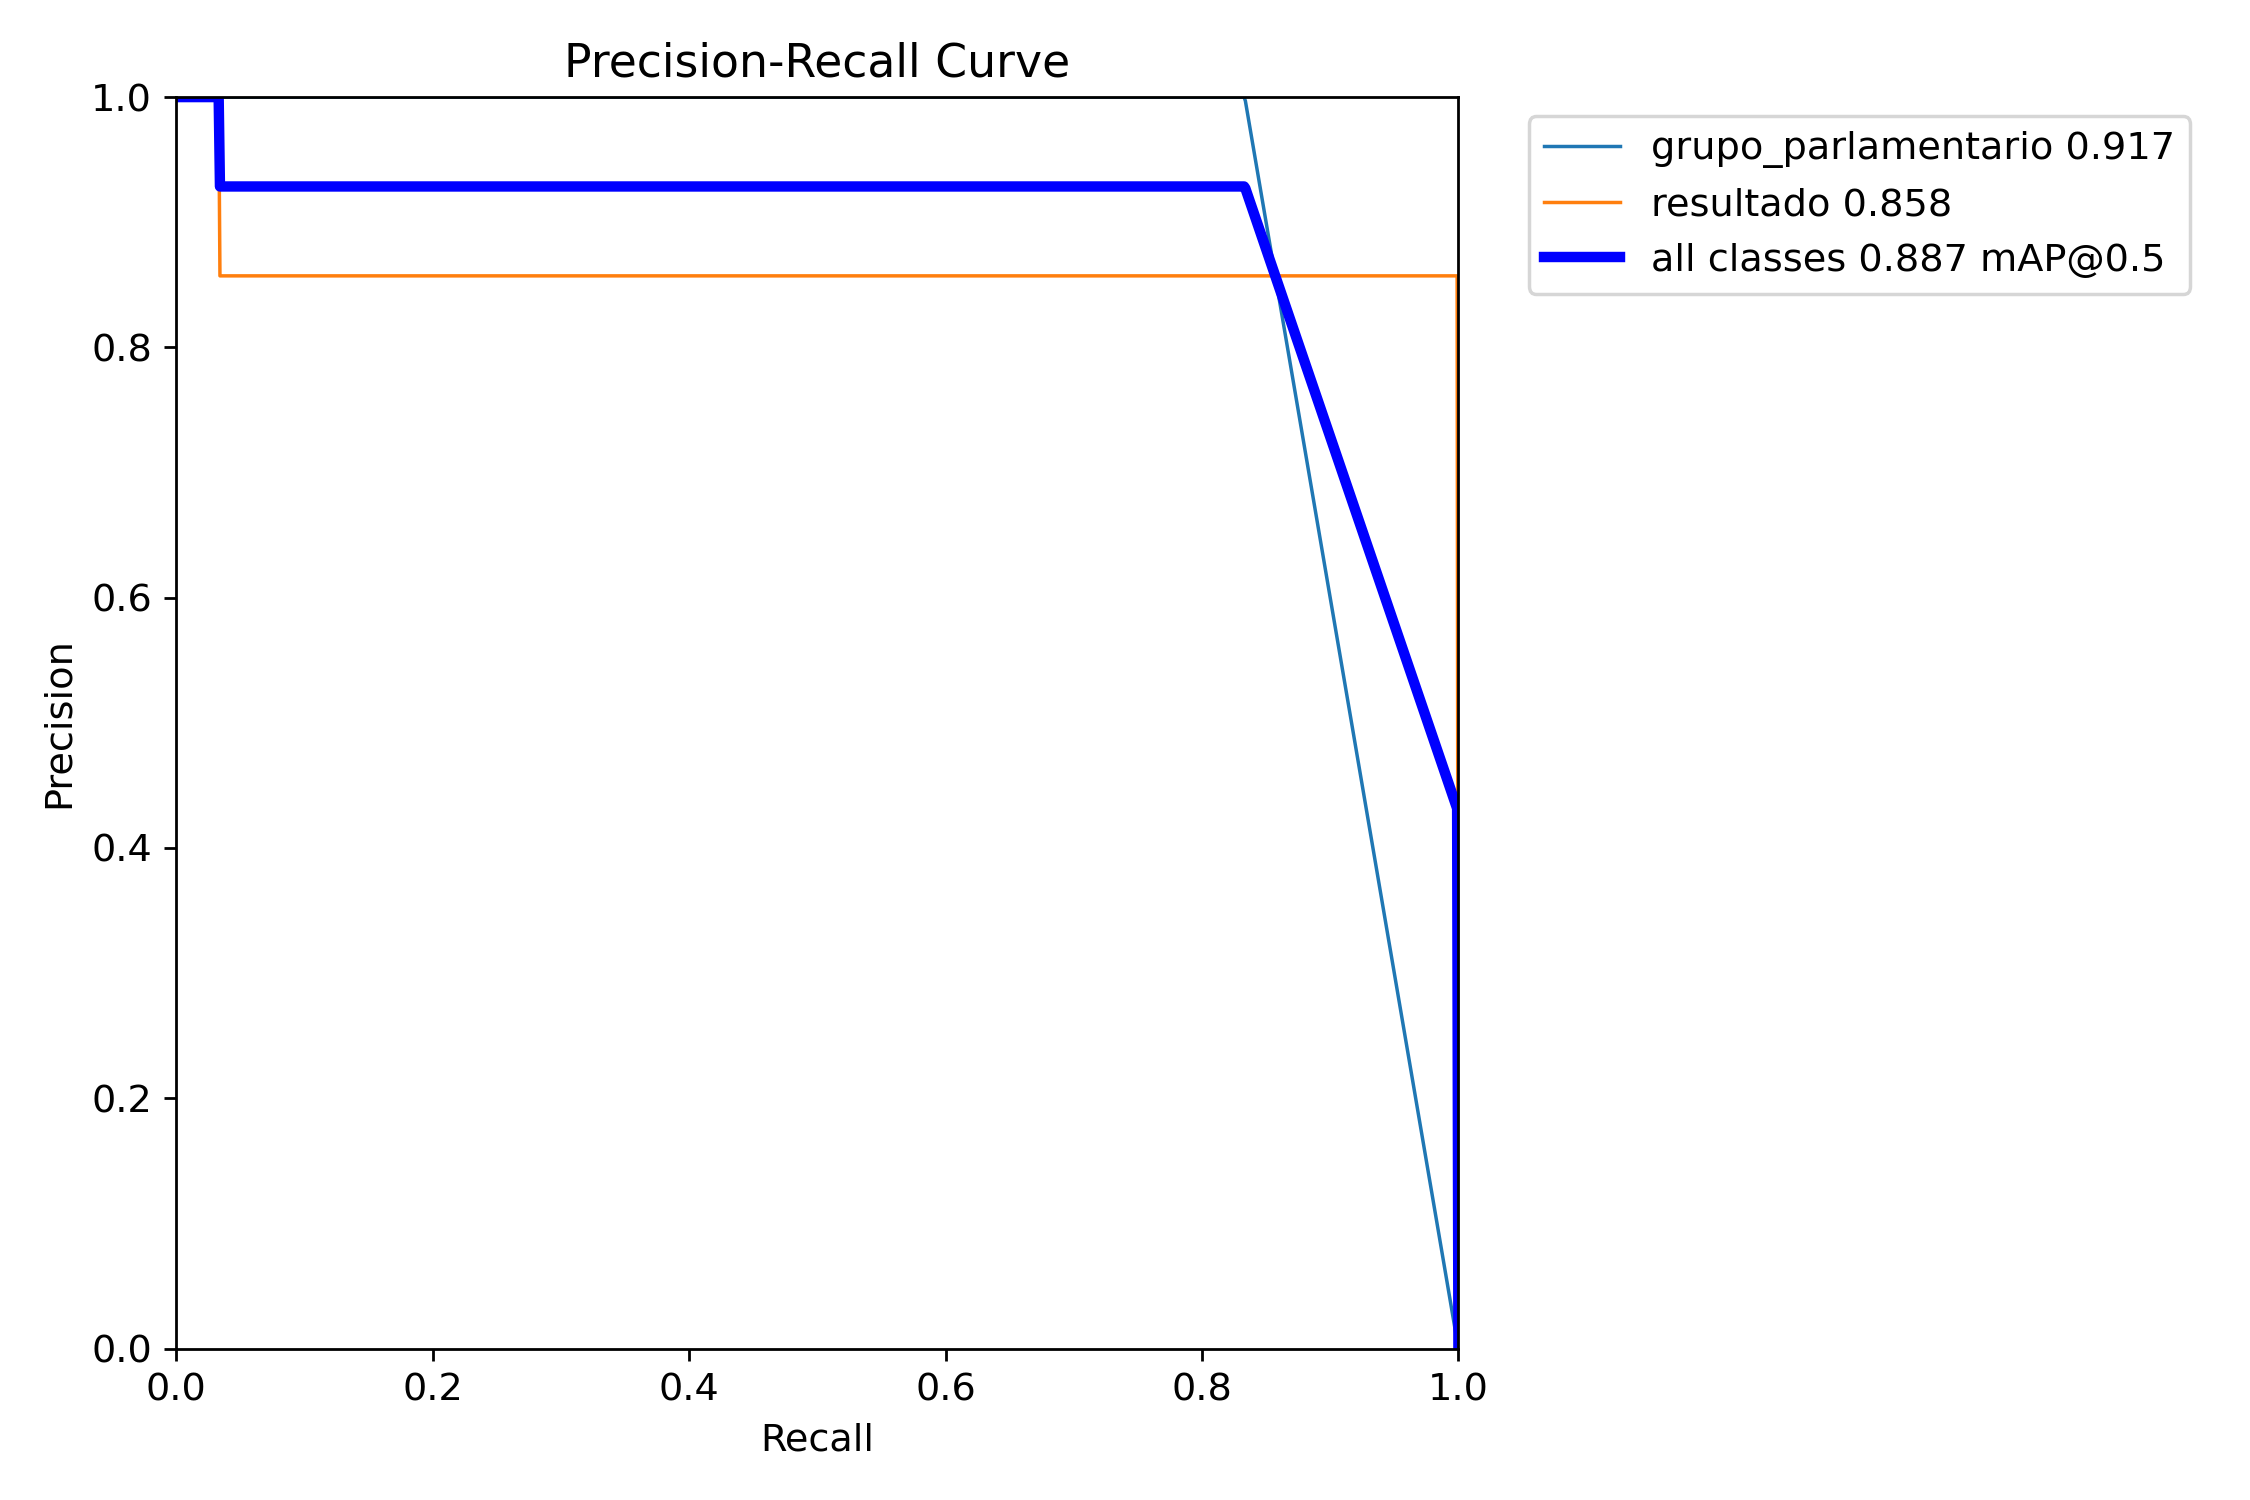 Precision-Recall Curve
1.0
0.8
0.6
0.4
0.2
0.0
Precision
0.0 0.2 0.4 0.6 0.8 1.0
Recall
grupo_parlamentario 0.917
resultado 0.858
all classes 0.887 mAP@0.5